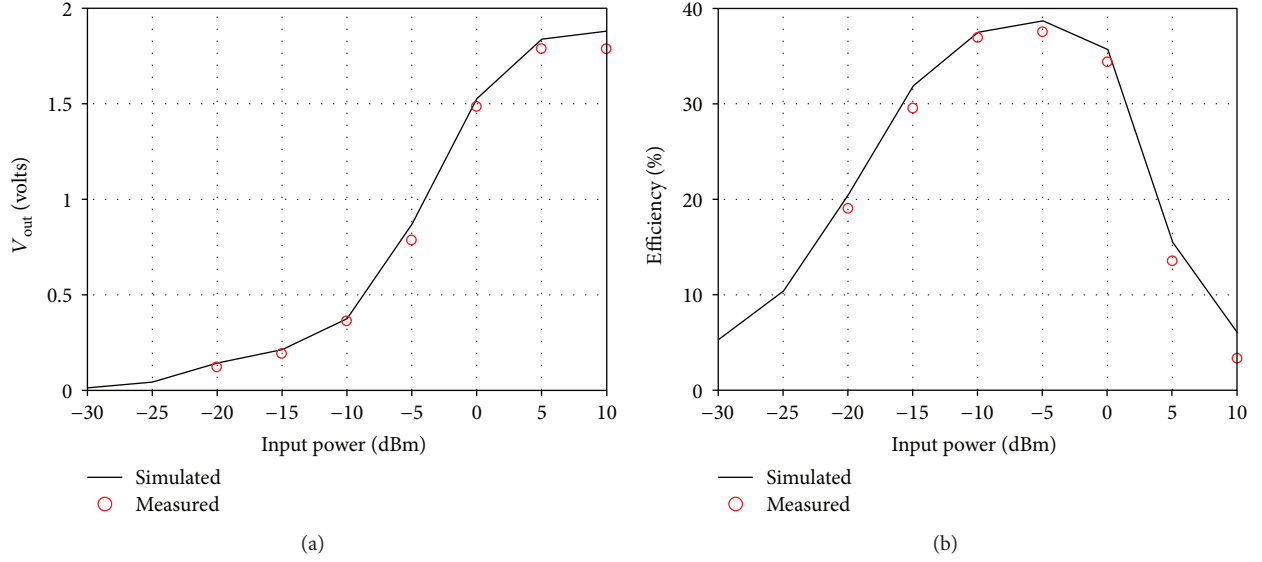 2
1.5
1
0.5
0
V_out (volts)
−30 −25 −20 −15 −10 −5 0 5 10
Input power (dBm)
Simulated
Measured
(a)
40
30
20
10
0
Efficiency (%)
−30 −25 −20 −15 −10 −5 0 5 10
Input power (dBm)
Simulated
Measured
(b)